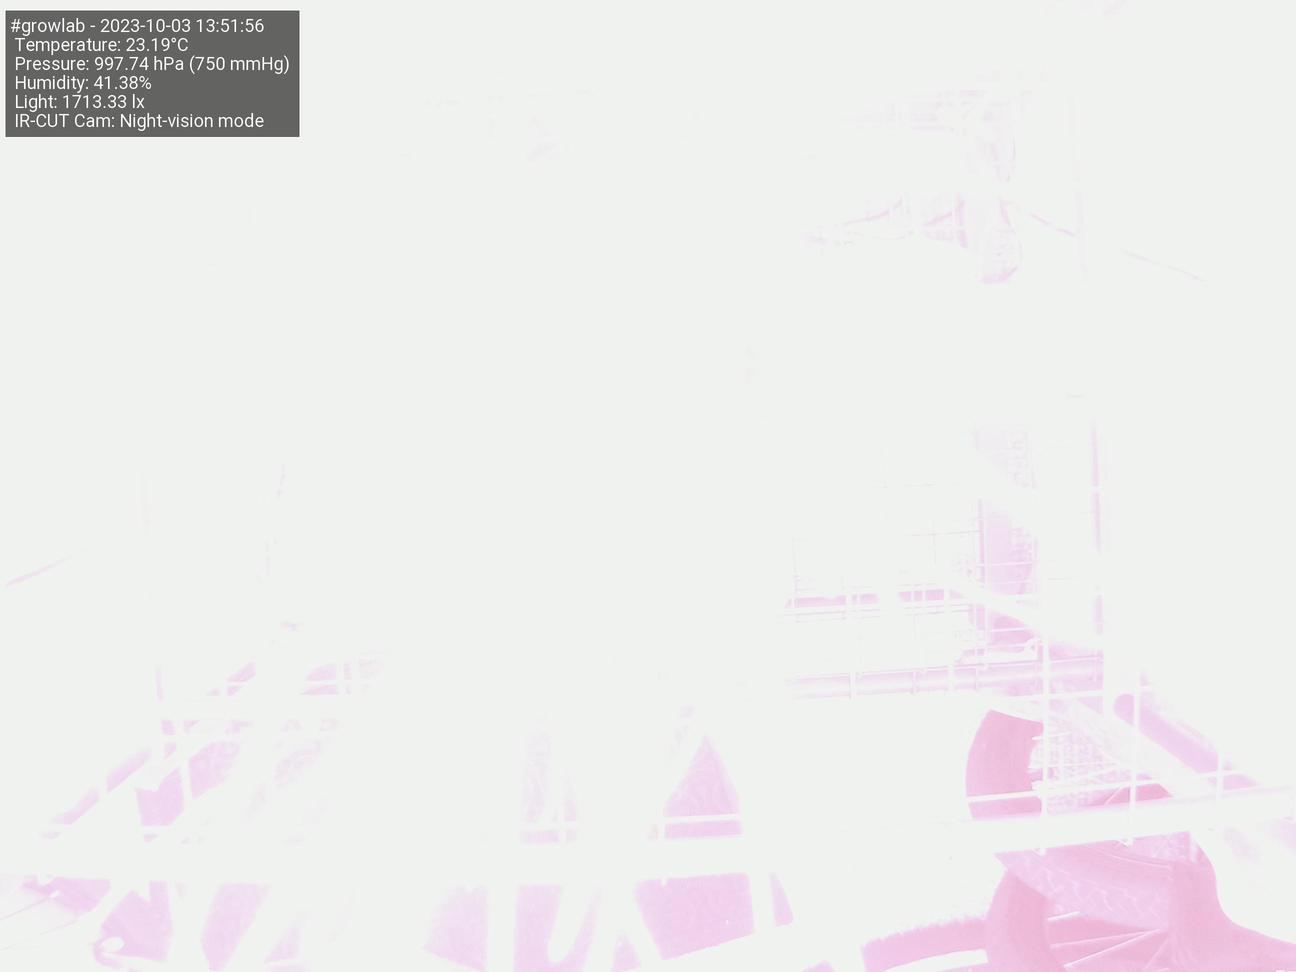 #growlab - 2023-10-03 13:51:56
Temperature: 23.19°C
Pressure: 997.74 hPa (750 mmHg)
Humidity: 41.38%
Light: 1713.33 lx
IR-CUT Cam: Night-vision mode